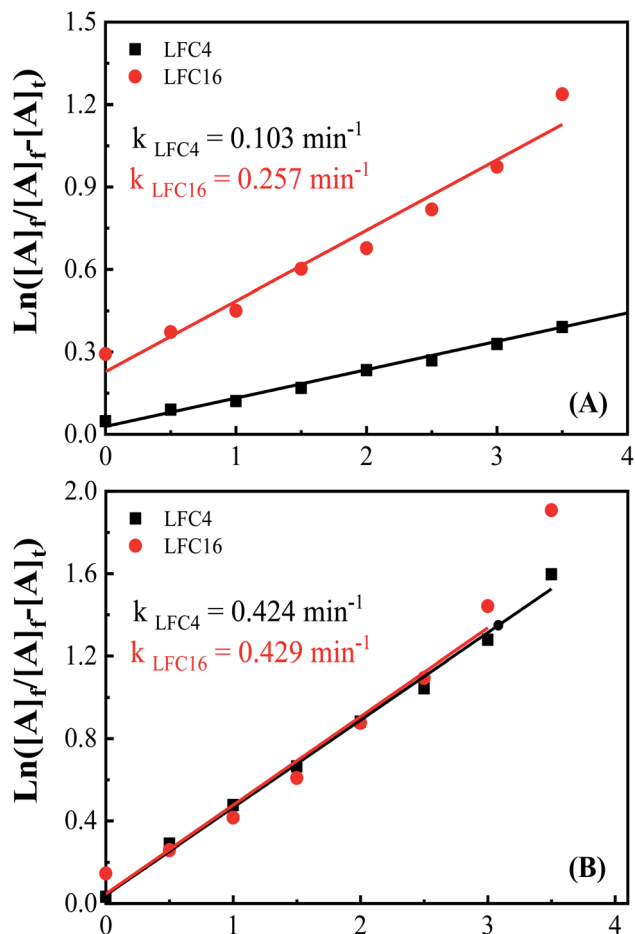 1.5
1.2
0.9
0.6
0.3
0.0
Ln([A]f/[A]f-[A]t)
LFC4
LFC16
k LFC4 = 0.103 min-1
k LFC16 = 0.257 min-1
(A)
0 1 2 3 4
2.0
1.6
1.2
0.8
0.4
0.0
Ln([A]f/[A]f-[A]t)
LFC4
LFC16
k LFC4 = 0.424 min-1
k LFC16 = 0.429 min-1
(B)
0 1 2 3 4